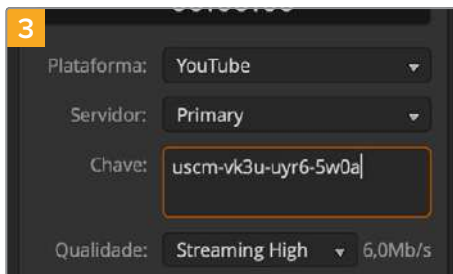 3
Plataforma: YouTube
Servidor: Primary
Chave: uscm-vk3u-uyr6-5w0a
Qualidade: Streaming High 6,0Mb/s